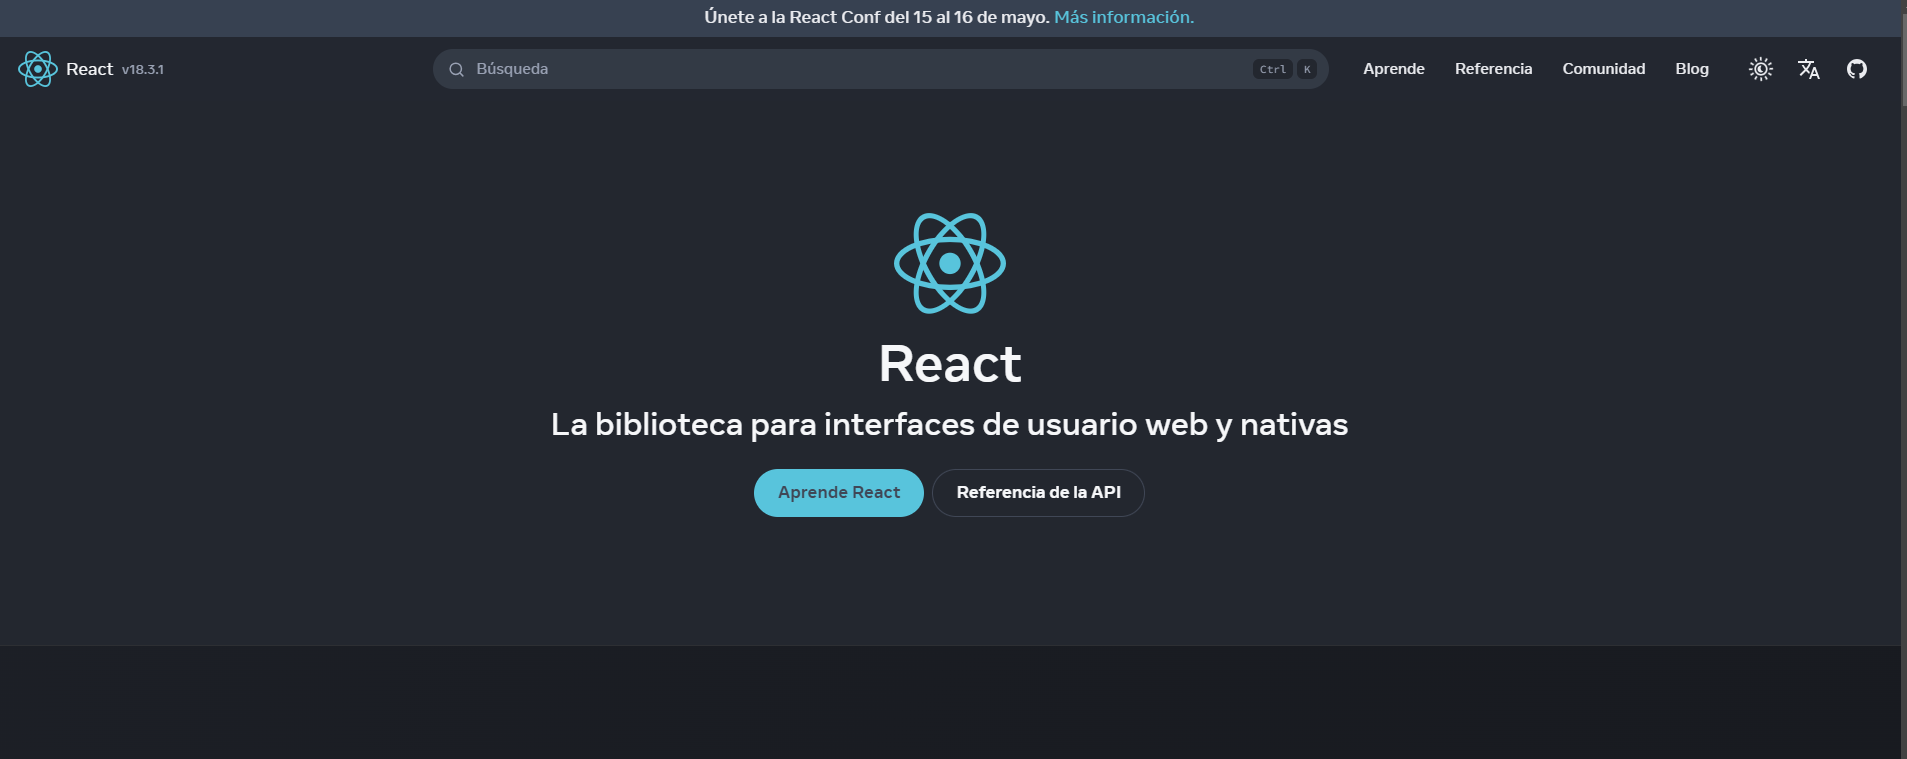 Únete a la React Conf del 15 al 16 de mayo. Más información.
React v18.3.1 Búsqueda Ctrl K Aprende Referencia Comunidad Blog
React
La biblioteca para interfaces de usuario web y nativas
Aprende React Referencia de la API